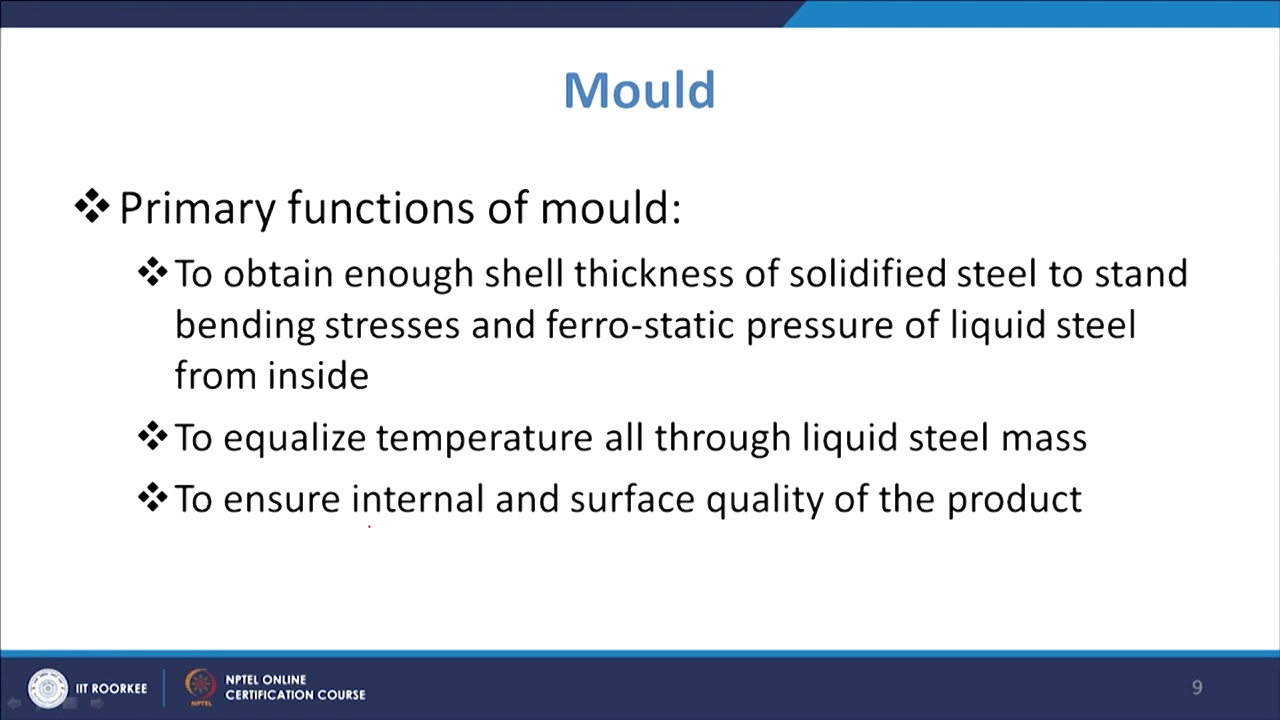 Mould
❖ Primary functions of mould:
❖ To obtain enough shell thickness of solidified steel to stand
bending stresses and ferro-static pressure of liquid steel
from inside
❖ To equalize temperature all through liquid steel mass
❖ To ensure internal and surface quality of the product
IIT ROORKEE
NPTEL
NPTEL ONLINE
CERTIFICATION COURSE
9